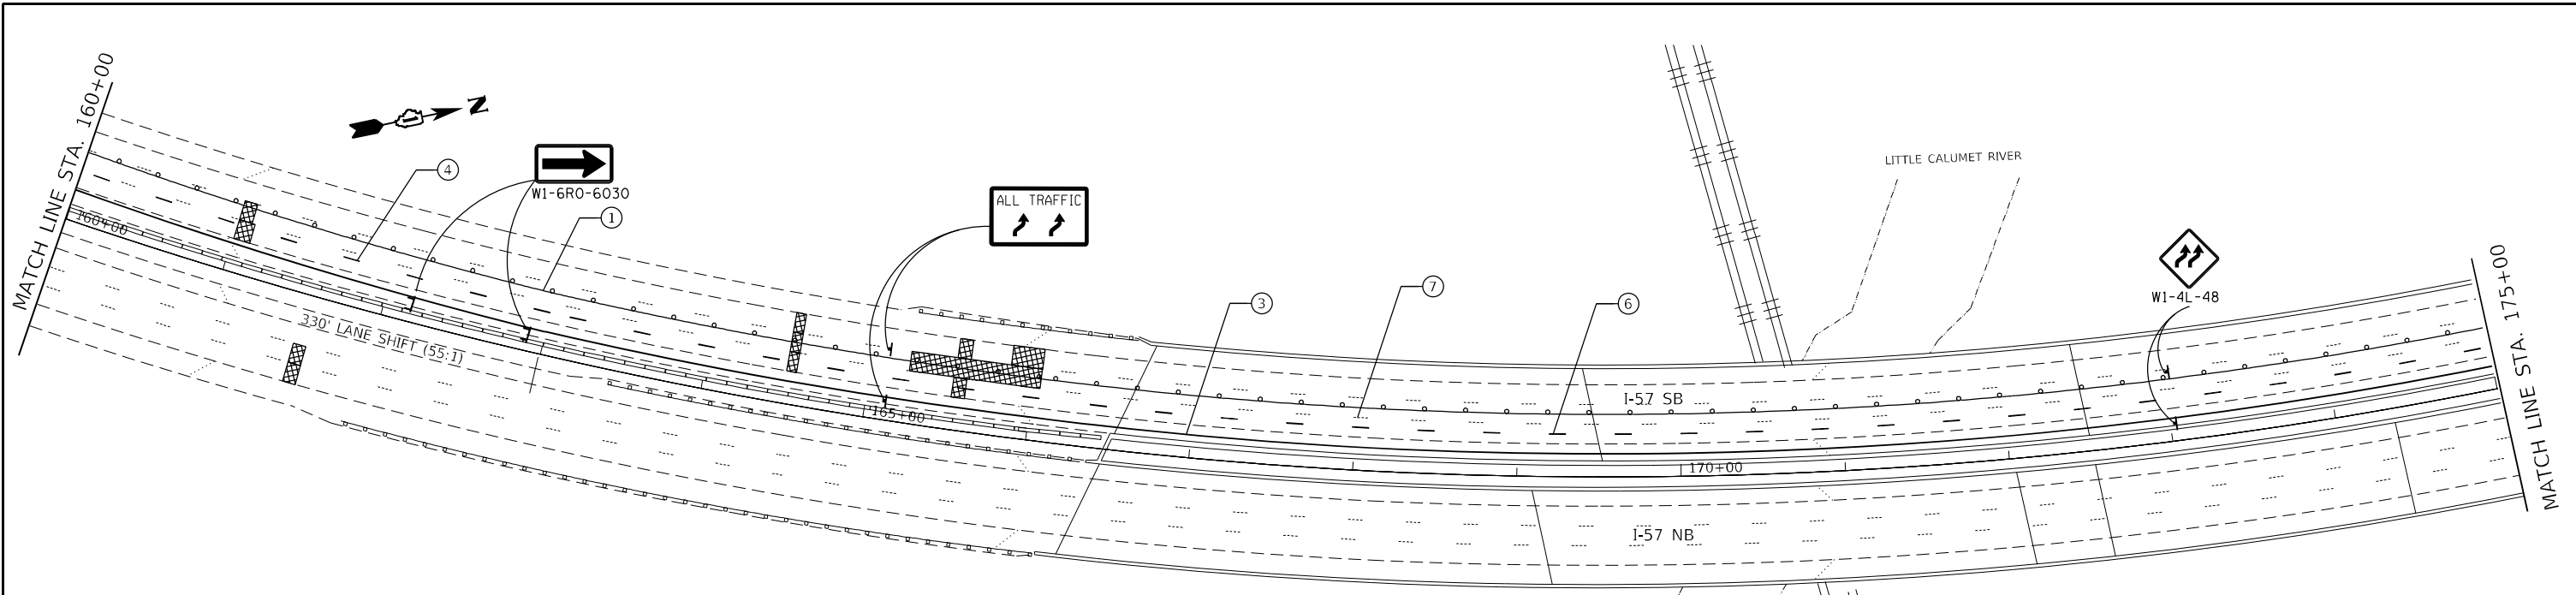 MATCH LINE STA. 160+00
N
4
W1-6RO-6030
1
160+00
330' LANE SHIFT (55:1)
ALL TRAFFIC
165+00
3
7
6
I-57 SB
170+00
I-57 NB
LITTLE CALUMET RIVER
W1-4L-48
MATCH LINE STA. 175+00